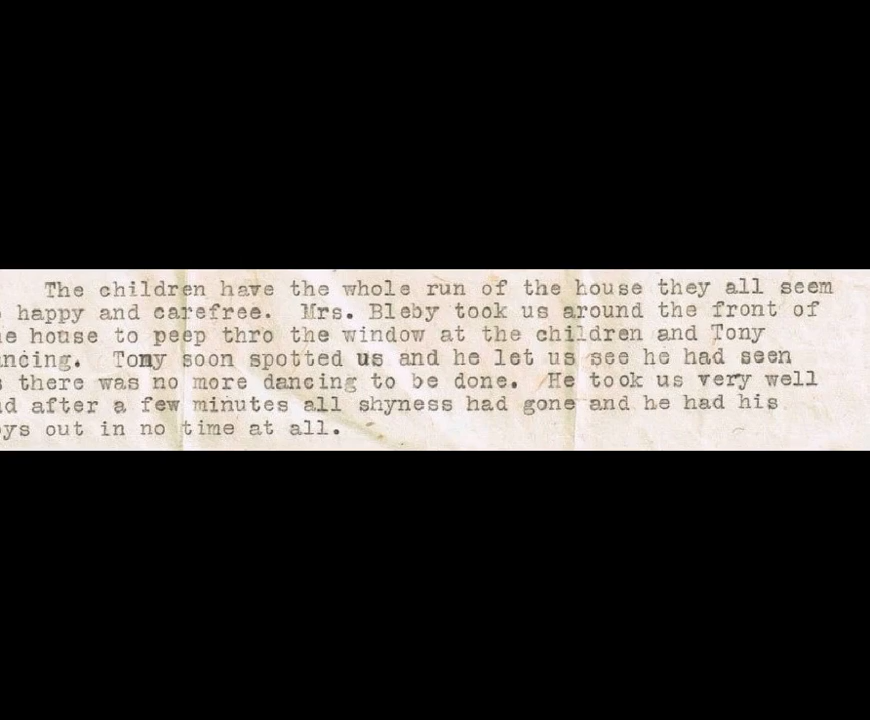 The children have the whole run of the house they all seem
happy and carefree. Mrs. Bleby took us around the front of
house to peep thro the window at the children and Tony
ancing. Tony soon spotted us and he let us see he had seen
s there was no more dancing to be done. He took us very well
d after a few minutes all shyness had gone and he had his
ys out in no time at all.